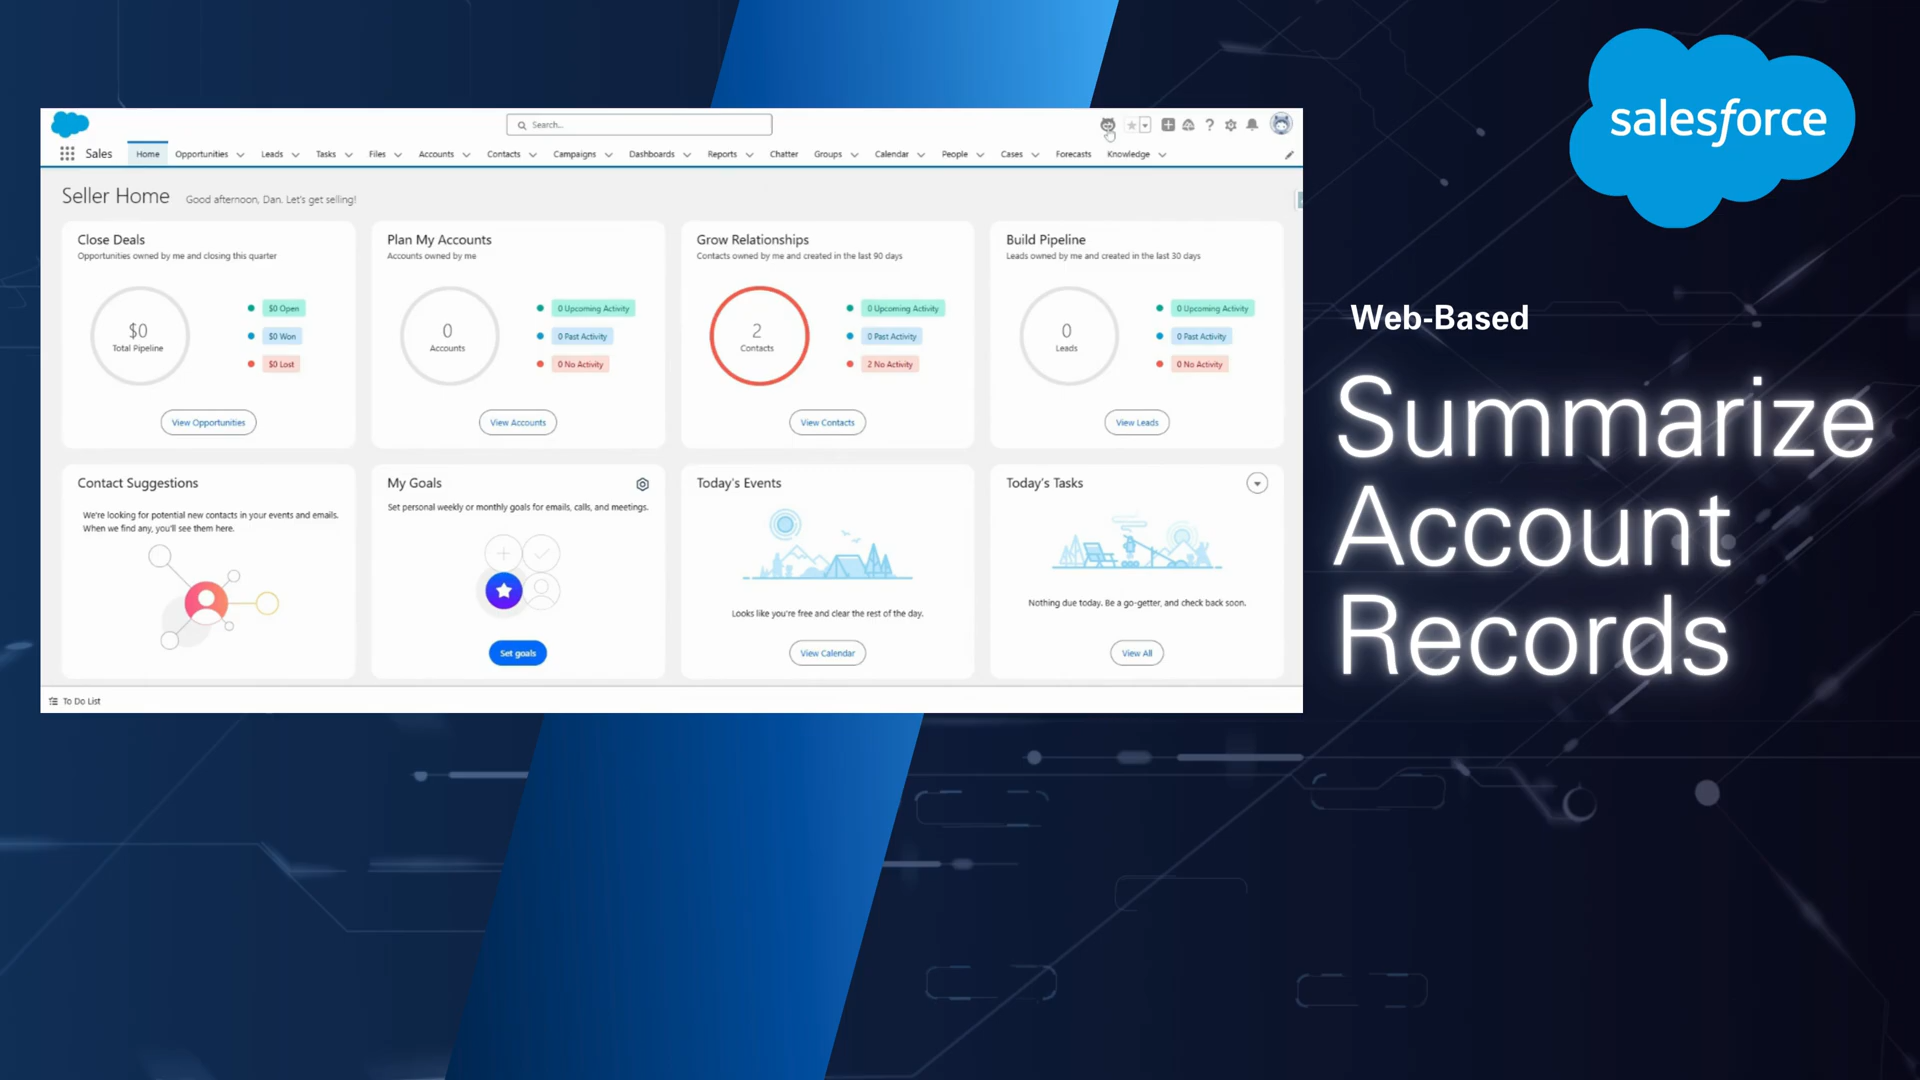 salesforce
Web-Based
Summarize
Account
Records
Search...
Sales Home Opportunities Leads Tasks Files Accounts Contacts Campaigns Dashboards Reports Chatter Groups Calendar People Cases Forecasts Knowledge
Seller Home Good afternoon, Dan. Let's get selling!
Close Deals
Opportunities owned by me and closing this quarter
$0
Total Pipeline
$0 Open
$0 Won
$0 Lost
View Opportunities
Plan My Accounts
Accounts owned by me
0
Accounts
0 Upcoming Activity
0 Past Activity
0 No Activity
View Accounts
Grow Relationships
Contacts owned by me and created in the last 90 days
2
Contacts
0 Upcoming Activity
0 Past Activity
2 No Activity
View Contacts
Build Pipeline
Leads owned by me and created in the last 30 days
0
Leads
0 Upcoming Activity
0 Past Activity
0 No Activity
View Leads
Contact Suggestions
We're looking for potential new contacts in your events and emails.
When we find any, you'll see them here.
My Goals
Set personal weekly or monthly goals for emails, calls, and meetings.
Set goals
Today's Events
Looks like you're free and clear the rest of the day.
View Calendar
Today's Tasks
Nothing due today. Be a go-getter, and check back soon.
View All
To Do List